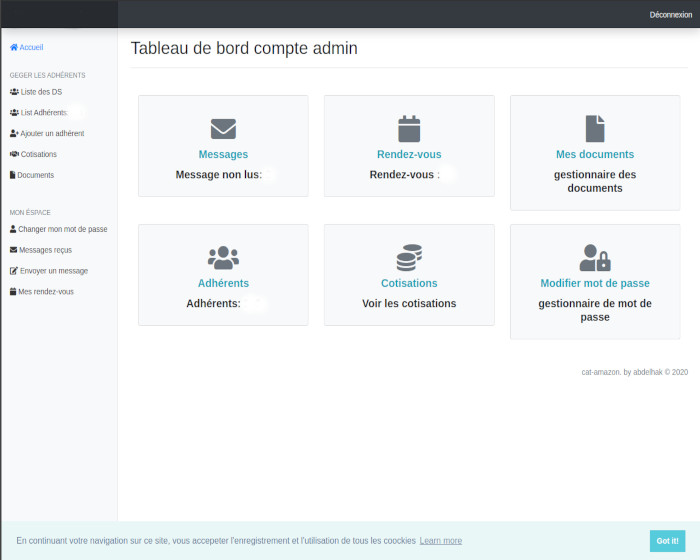 Déconnexion
Accueil
GEGER LES ADHÉRENTS
Liste des DS
List Adhérents
Ajouter un adhérent
Cotisations
Documents
MON ÉSPACE
Changer mon mot de passe
Messages reçus
Envoyer un message
Mes rendez-vous
Tableau de bord compte admin
Messages
Message non lus:
Rendez-vous
Rendez-vous :
Mes documents
gestionnaire des
documents
Adhérents
Adhérents:
Cotisations
Voir les cotisations
Modifier mot de passe
gestionnaire de mot de
passe
cat-amazon. by abdelhak © 2020
En continuant votre navigation sur ce site, vous accepeter l'enregistrement et l'utilisation de tous les coockies Learn more
Got it!